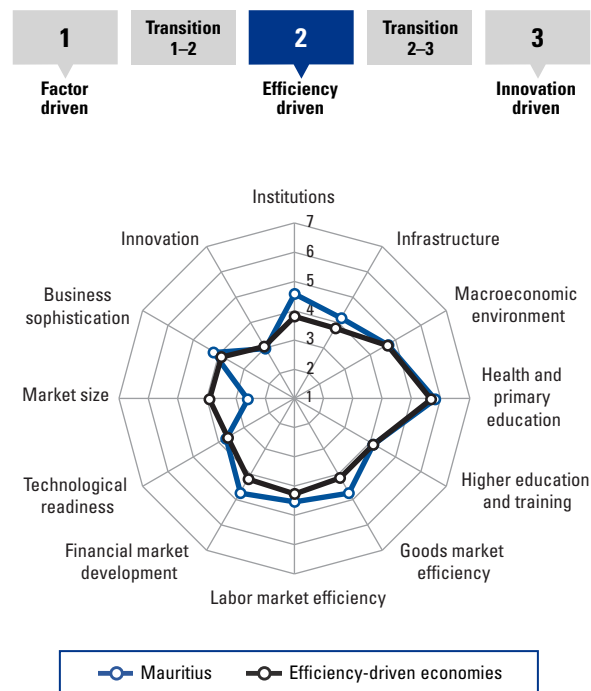 1
Transition
1–2
2
Transition
2–3
3
Factor
driven
Efficiency
driven
Innovation
driven
Institutions
Infrastructure
Macroeconomic
environment
Health and
primary
education
Higher education
and training
Goods market
efficiency
Labor market efficiency
Financial market
development
Technological
readiness
Market size
Business
sophistication
Innovation
7
6
5
4
3
2
1
Mauritius
Efficiency-driven economies